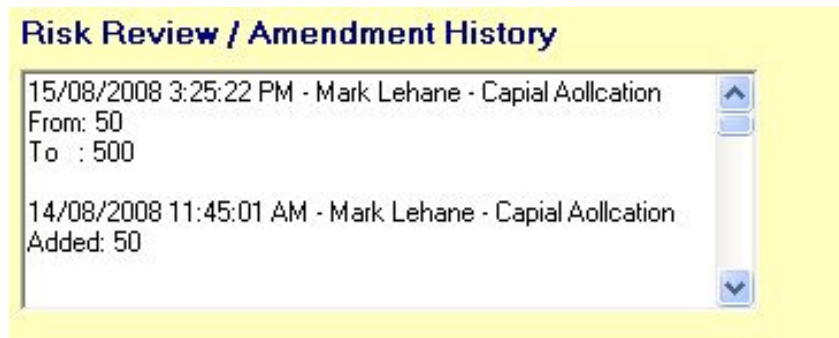 Risk Review / Amendment History
15/08/2008 3:25:22 PM - Mark Lehane - Capial Aollcation
From: 50
To : 500
14/08/2008 11:45:01 AM - Mark Lehane - Capial Aollcation
Added: 50